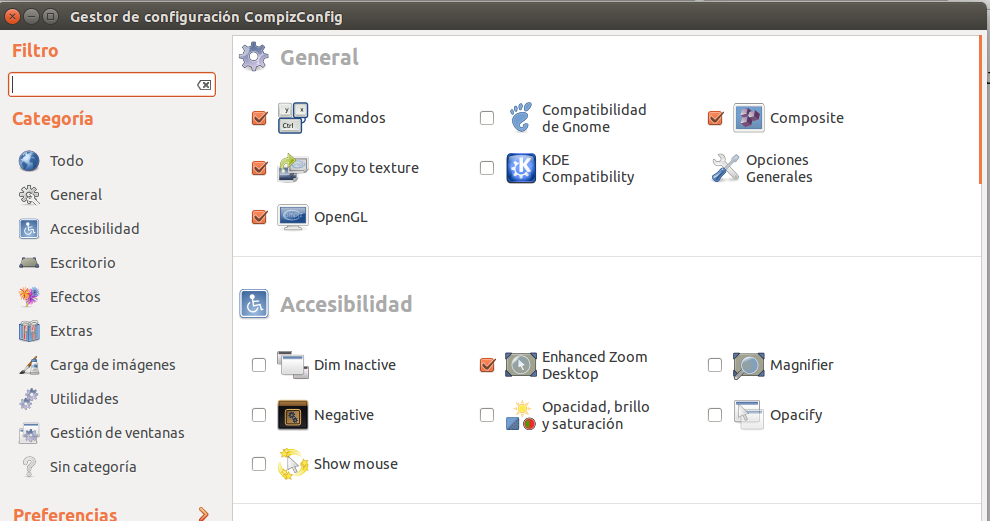 Gestor de configuración CompizConfig
Filtro
Categoría
Todo
General
Accesibilidad
Escritorio
Efectos
Extras
Carga de imágenes
Utilidades
Gestión de ventanas
Sin categoría
Preferencias
General
Comandos
Compatibilidad
de Gnome
Composite
Copy to texture
KDE
Compatibility
Opciones
Generales
OpenGL
Accesibilidad
Dim Inactive
Enhanced Zoom
Desktop
Magnifier
Negative
Opacidad, brillo
y saturación
Opacify
Show mouse